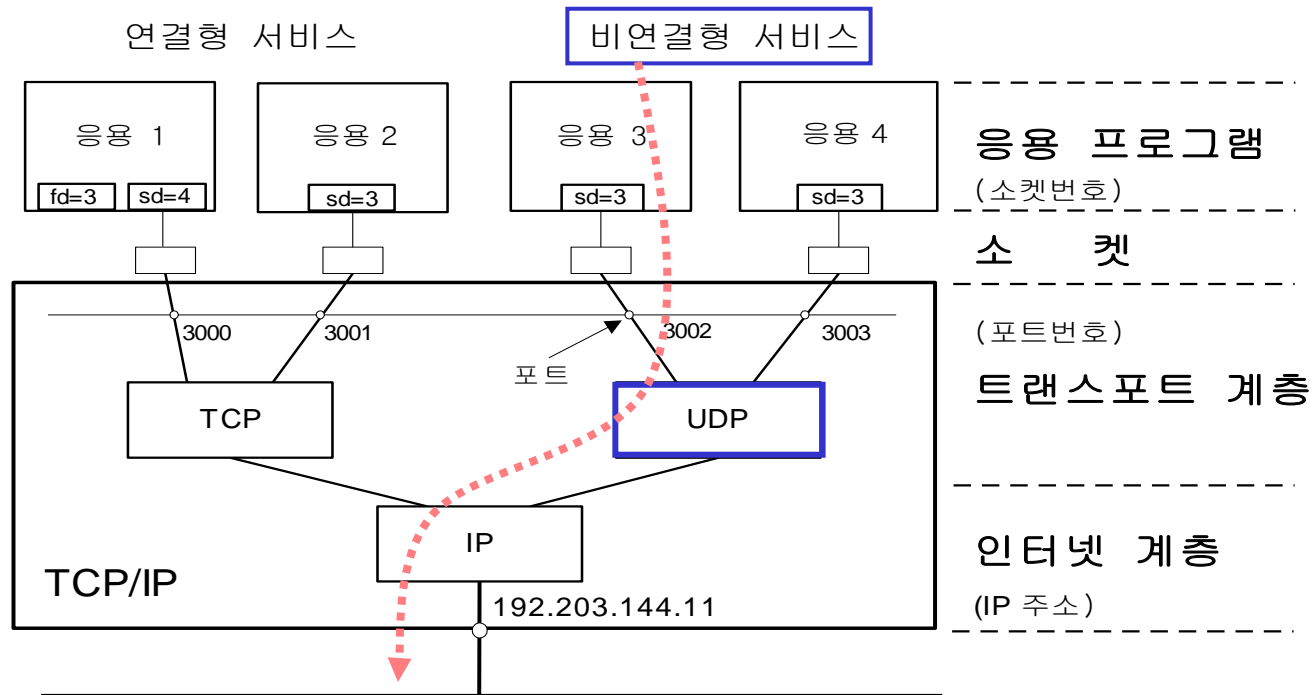 연결형 서비스
비연결형 서비스
응용 1
응용 2
응용 3
응용 4
응용 프로그램
fd=3
sd=4
sd=3
sd=3
sd=3
(소켓번호)
소 켓
3000
3001
3002
3003
(포트번호)
포트
트랜스포트 계층
TCP
UDP
IP
인터넷 계층
TCP/IP
192.203.144.11
(IP 주소)